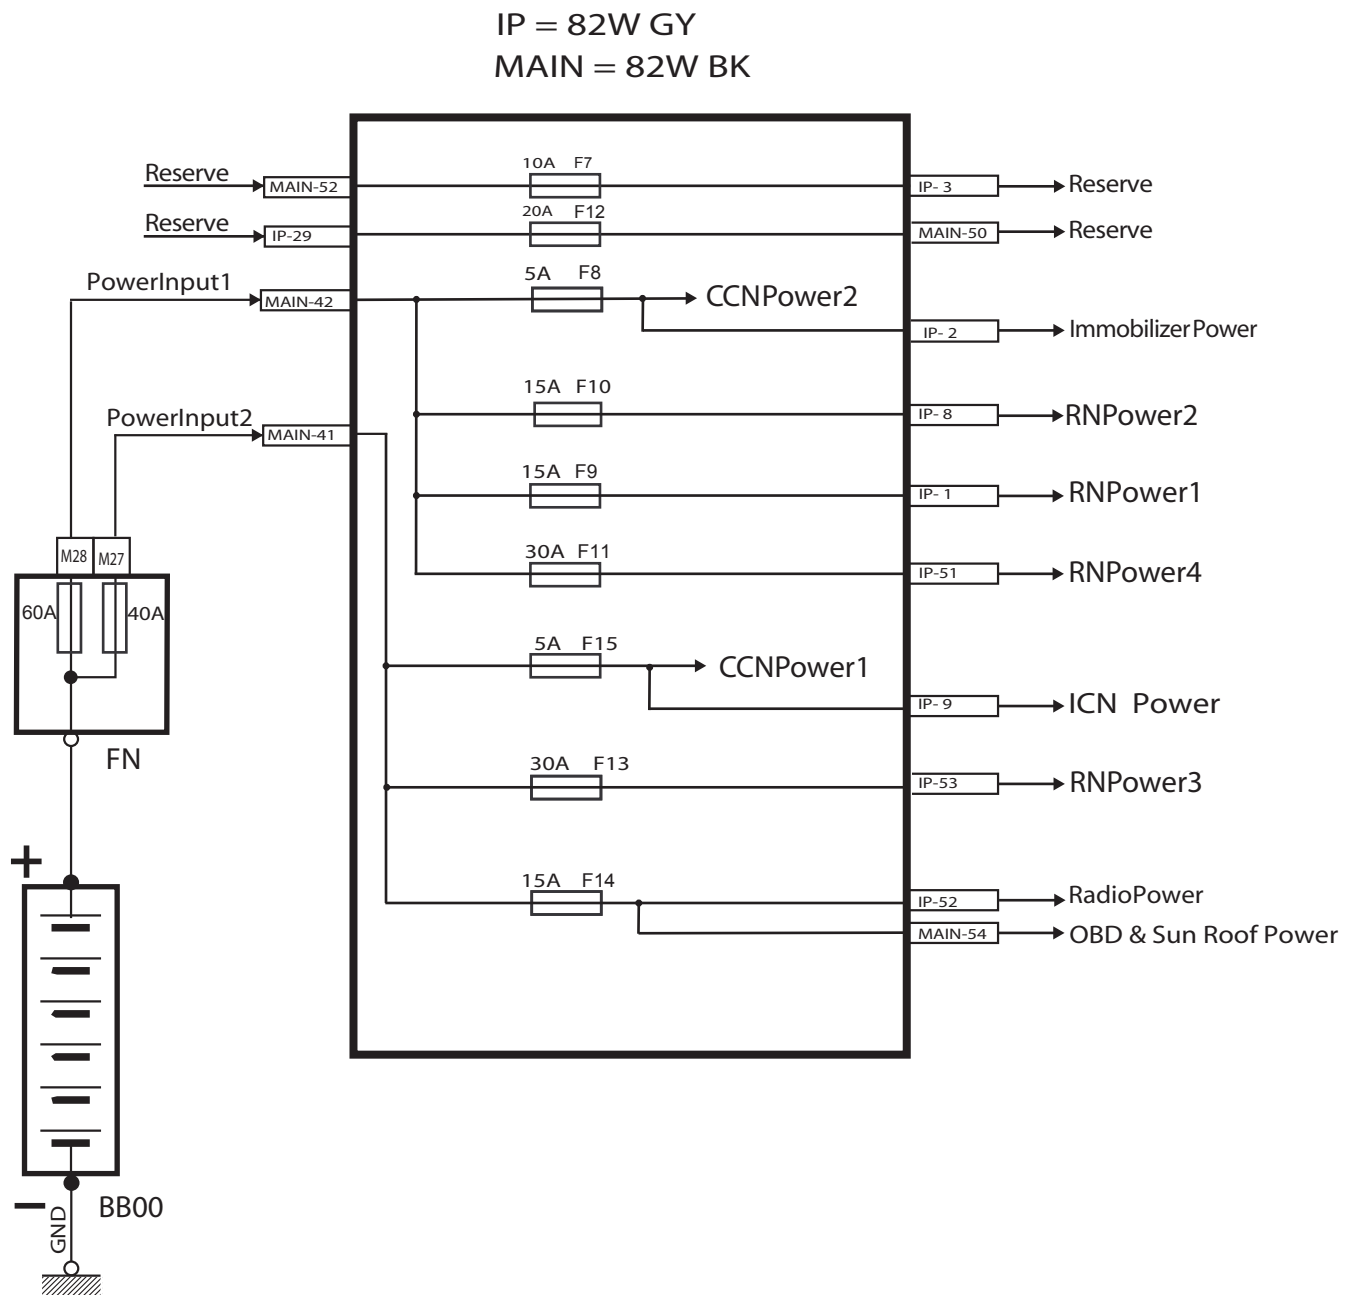 IP = 82W GY
MAIN = 82W BK
Reserve
MAIN-52
10A F7
IP- 3
Reserve
Reserve
IP-29
20A F12
MAIN-50
Reserve
PowerInput1
MAIN-42
5A F8
CCNPower2
IP- 2
ImmobilizerPower
15A F10
IP- 8
RNPower2
PowerInput2
MAIN-41
15A F9
IP- 1
RNPower1
M28
M27
30A F11
IP-51
RNPower4
60A
40A
5A F15
CCNPower1
IP- 9
ICN Power
FN
30A F13
IP-53
RNPower3
+
15A F14
IP-52
RadioPower
MAIN-54
OBD & Sun Roof Power
−
BB00
GND